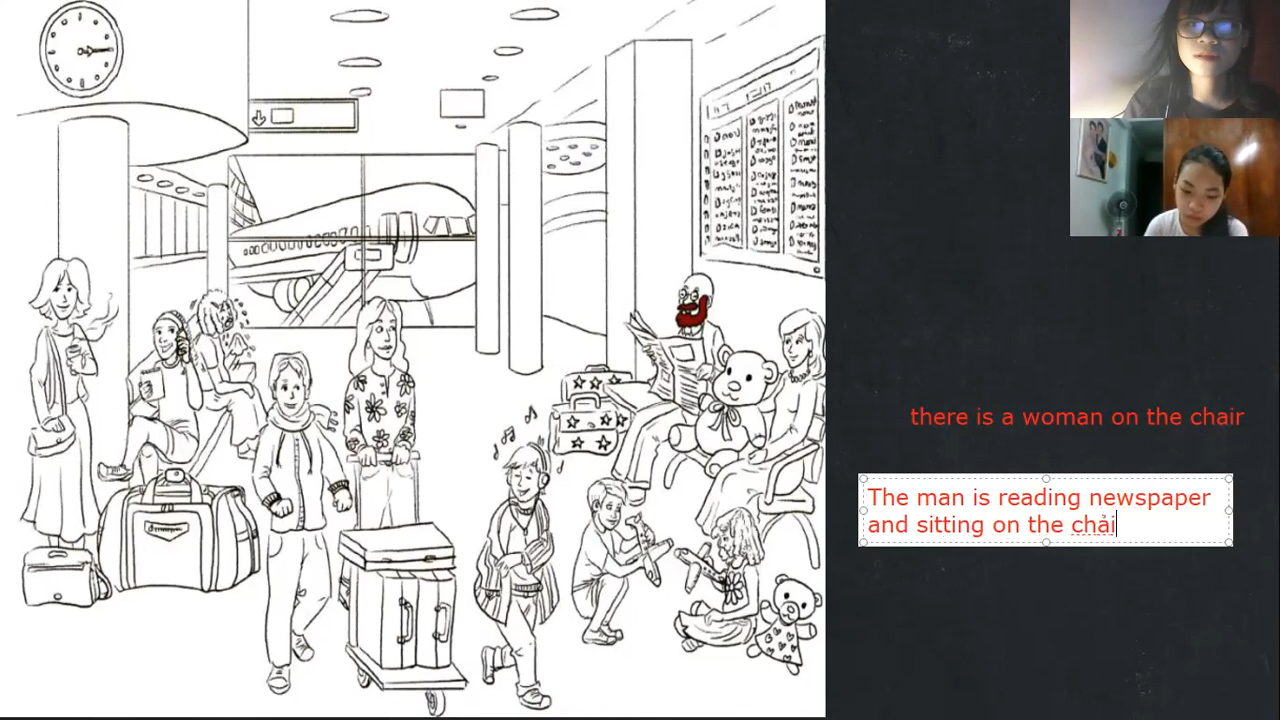 there is a woman on the chair
The man is reading newspaper
and sitting on the chải